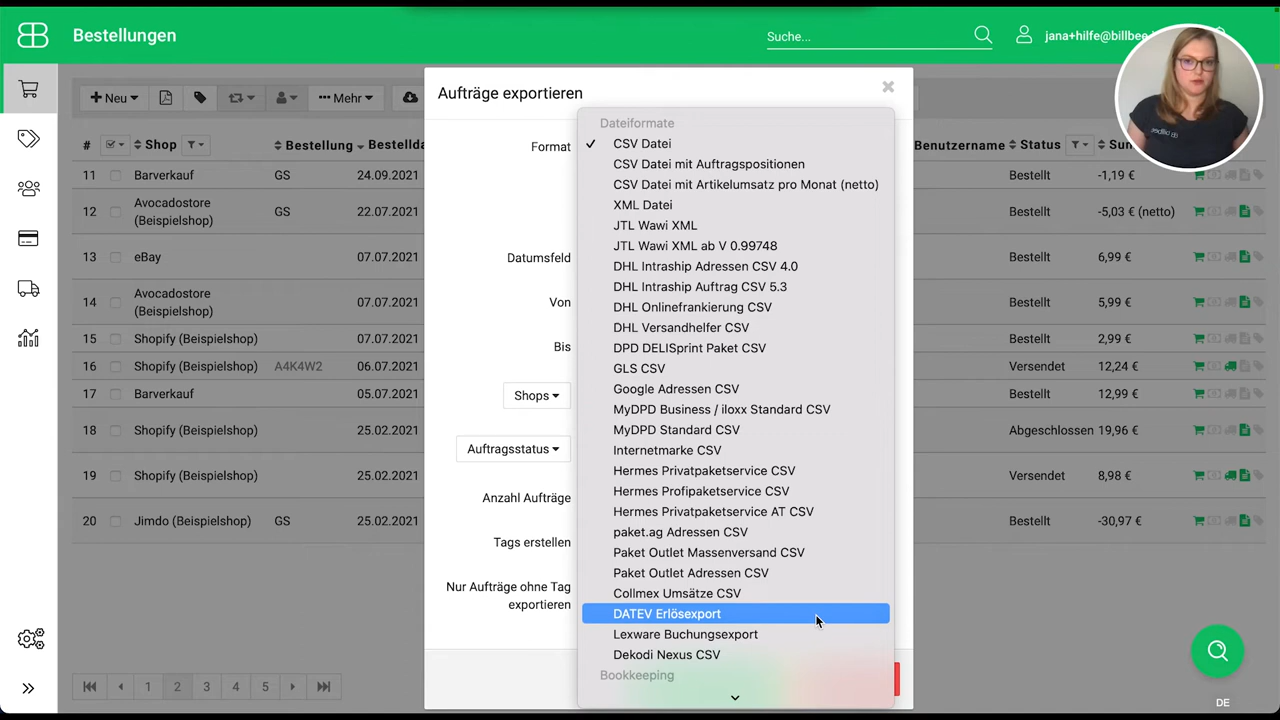 Bestellungen
Suche...
jana+hilfe@billbee.
Neu
Mehr
Aufträge exportieren
# Shop Bestellung Bestelldat
Benutzername Status Sum
11 Barverkauf GS 24.09.2021 Bestellt -1,19 €
12 Avocadostore (Beispielshop) GS 22.07.2021 Bestellt -5,03 € (netto)
13 eBay 07.07.2021 Bestellt 6,99 €
14 Avocadostore (Beispielshop) 07.07.2021 Bestellt 5,99 €
15 Shopify (Beispielshop) 07.07.2021 Bestellt 2,99 €
16 Shopify (Beispielshop) A4K4W2 06.07.2021 Versendet 12,24 €
17 Barverkauf 05.07.2021 Bestellt 12,99 €
18 Shopify (Beispielshop) 25.02.2021 Abgeschlossen 19,96 €
19 Shopify (Beispielshop) 25.02.2021 Versendet 8,98 €
20 Jimdo (Beispielshop) GS 25.02.2021 Bestellt -30,97 €
Format
Datumsfeld
Von
Bis
Shops
Auftragsstatus
Anzahl Aufträge
Tags erstellen
Nur Aufträge ohne Tag
exportieren
Dateiformate
✓ CSV Datei
CSV Datei mit Auftragspositionen
CSV Datei mit Artikelumsatz pro Monat (netto)
XML Datei
JTL Wawi XML
JTL Wawi XML ab V 0.99748
DHL Intraship Adressen CSV 4.0
DHL Intraship Auftrag CSV 5.3
DHL Onlinefrankierung CSV
DHL Versandhelfer CSV
DPD DELISprint Paket CSV
GLS CSV
Google Adressen CSV
MyDPD Business / iloxx Standard CSV
MyDPD Standard CSV
Internetmarke CSV
Hermes Privatpaketservice CSV
Hermes Profipaketservice CSV
Hermes Privatpaketservice AT CSV
paket.ag Adressen CSV
Paket Outlet Massenversand CSV
Paket Outlet Adressen CSV
Collmex Umsätze CSV
DATEV Erlösexport
Lexware Buchungsexport
Dekodi Nexus CSV
Bookkeeping
1 2 3 4 5
DE